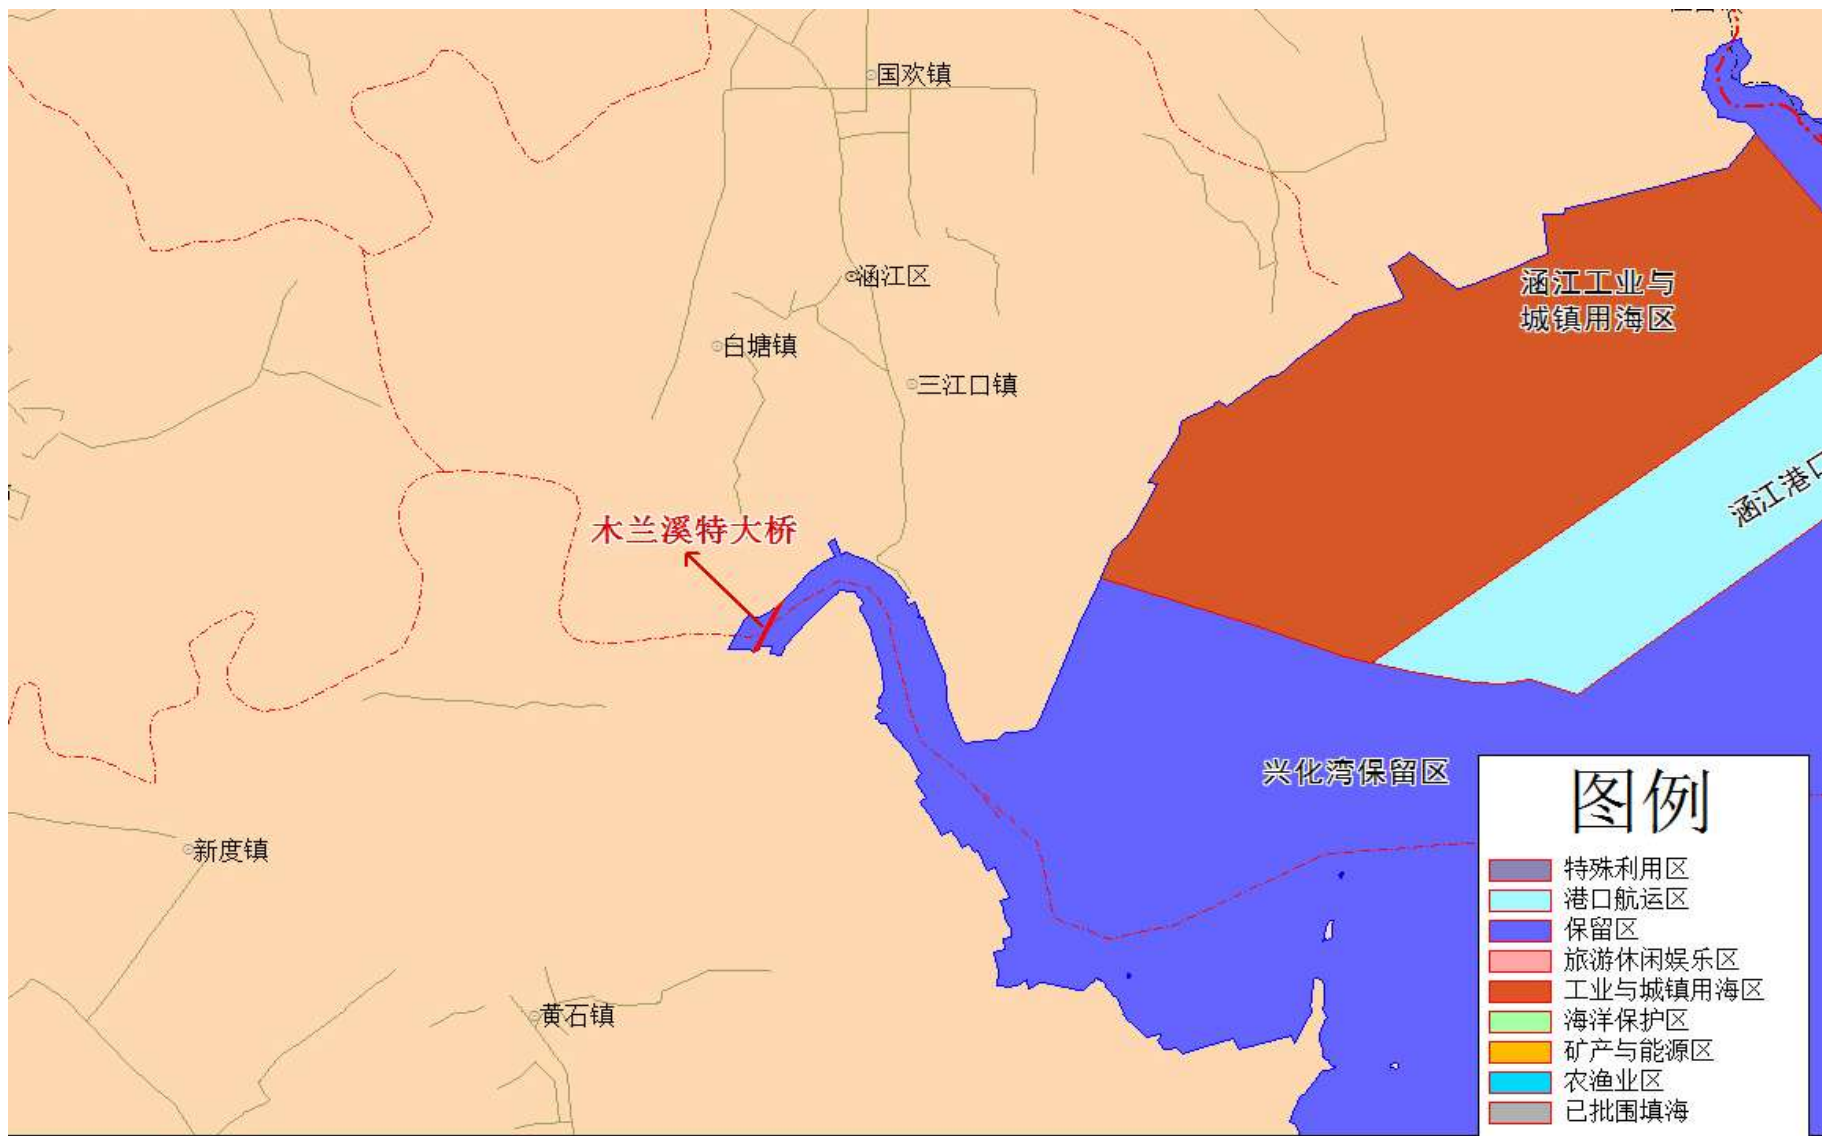 国欢镇
涵江区
白塘镇
三江口镇
涵江工业与
城镇用海区
涵江港口
木兰溪特大桥
兴化湾保留区
新度镇
黄石镇
图例
特殊利用区
港口航运区
保留区
旅游休闲娱乐区
工业与城镇用海区
海洋保护区
矿产与能源区
农渔业区
已批围填海